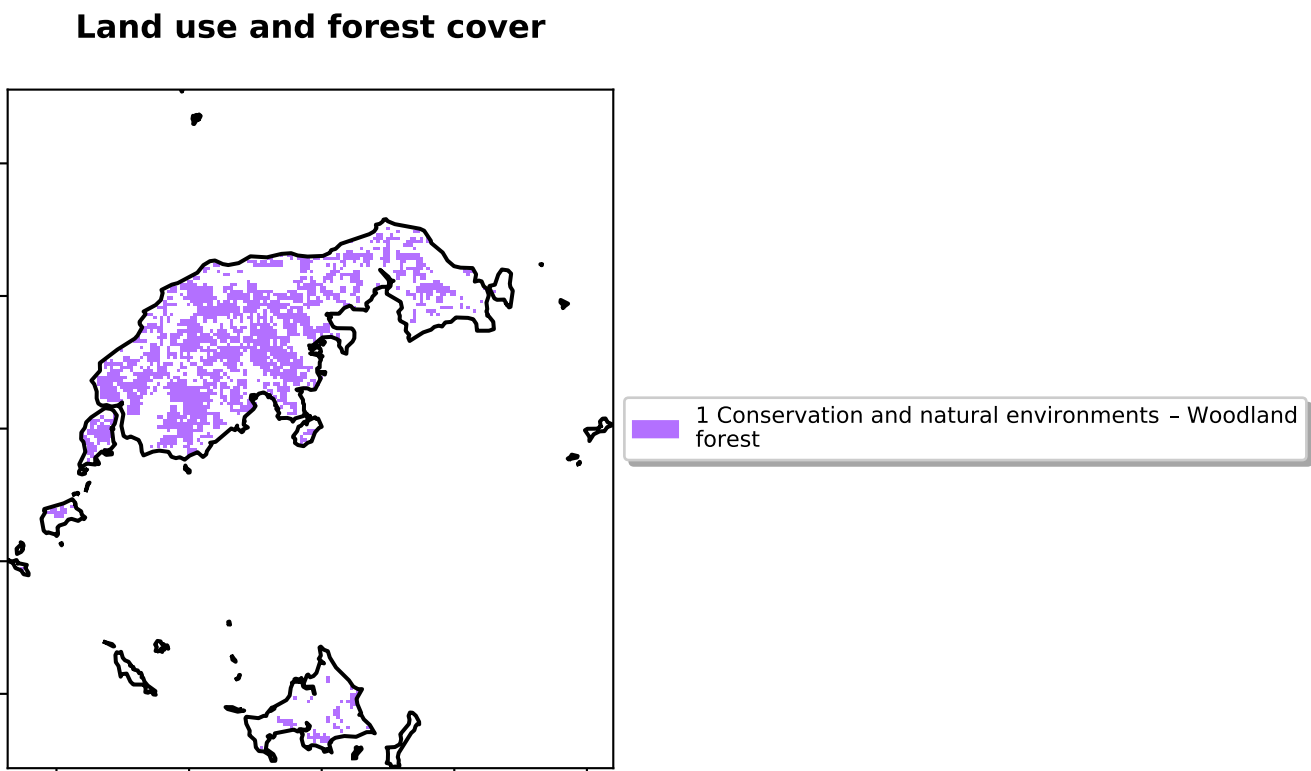 Land use and forest cover
1 Conservation and natural environments – Woodland
forest